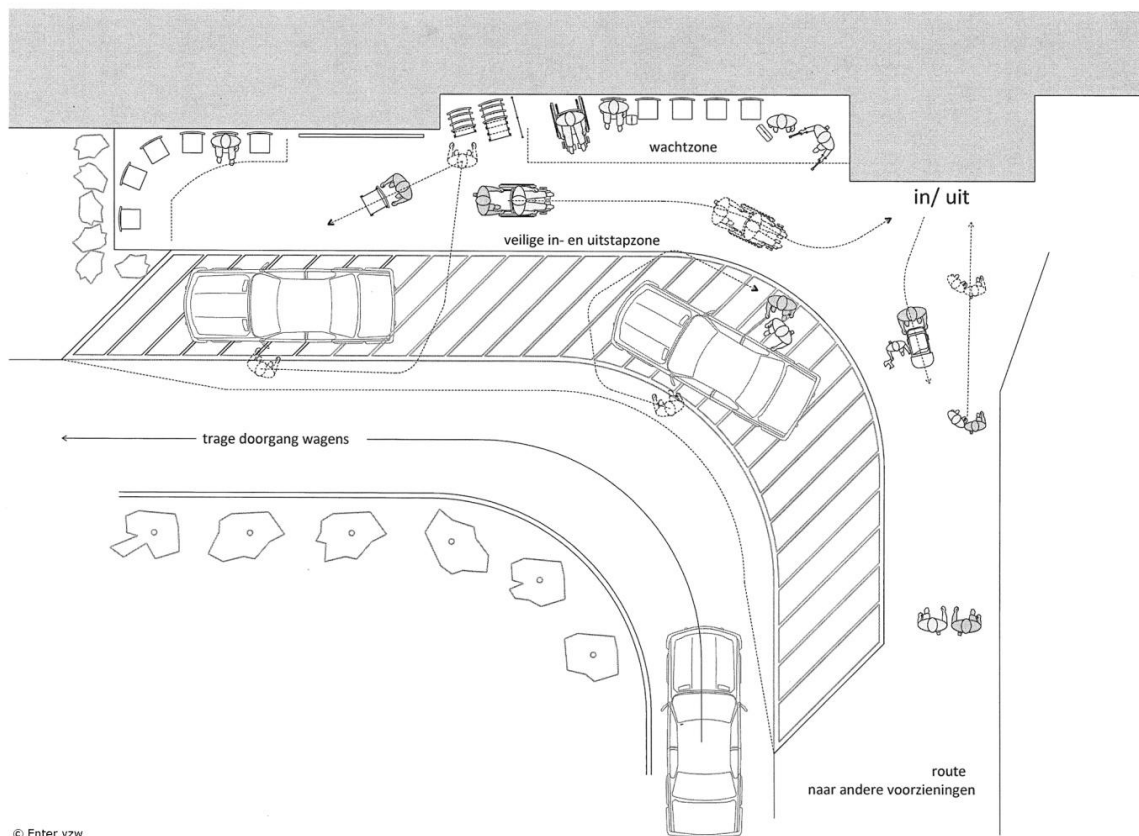 wachtzone
in/ uit
veilige in- en uitstapzone
trage doorgang wagens
route
naar andere voorzieningen
© Enter vzw